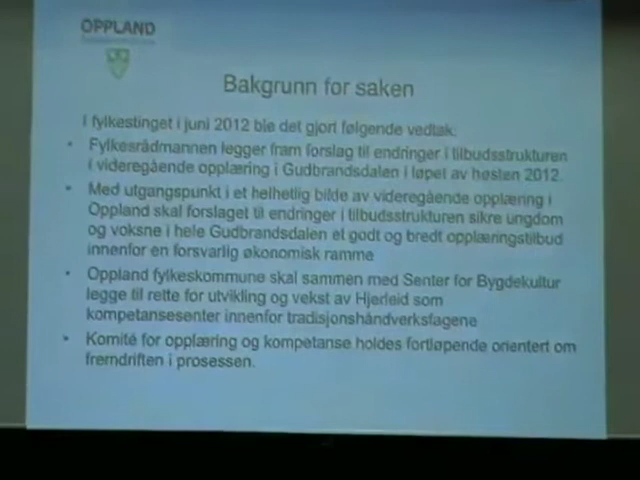 OPPLAND
Bakgrunn for saken
I fylkestinget i juni 2012 ble det gjort følgende vedtak:
• Fylkesrådmannen legger fram forslag til endringer i tilbudsstrukturen
i videregående opplæring i Gudbrandsdalen i løpet av høsten 2012.
• Med utgangspunkt i et helhetlig bilde av videregående opplæring i
Oppland skal forslaget til endringer i tilbudsstrukturen sikre ungdom
og voksne i hele Gudbrandsdalen et godt og bredt opplæringstilbud
innenfor en forsvarlig økonomisk ramme
• Oppland fylkeskommune skal sammen med Senter for Bygdekultur
legge til rette for utvikling og vekst av Hjerleid som
kompetansesenter innenfor tradisjonshåndverksfagene
• Komité for opplæring og kompetanse holdes fortløpende orientert om
fremdriften i prosessen.